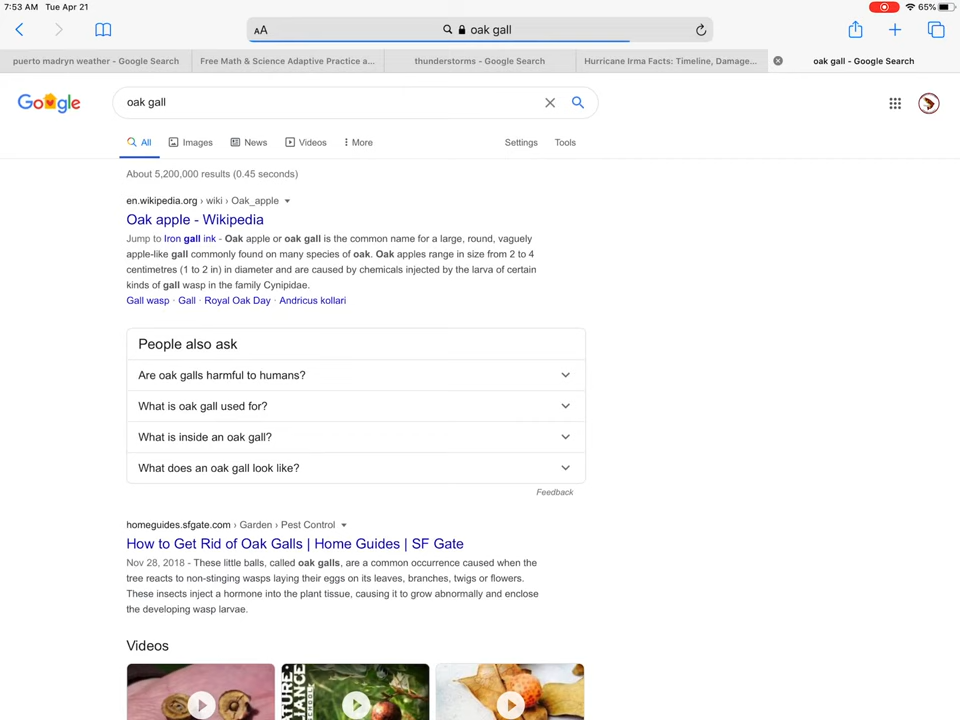 7:53 AM Tue Apr 21
65%
AA
oak gall
puerto madryn weather - Google Search
Free Math & Science Adaptive Practice a...
thunderstorms - Google Search
Hurricane Irma Facts: Timeline, Damage...
oak gall - Google Search
Google
oak gall
All
Images
News
Videos
More
Settings
Tools
About 5,200,000 results (0.45 seconds)
en.wikipedia.org › wiki › Oak_apple
Oak apple - Wikipedia
Jump to Iron gall ink - Oak apple or oak gall is the common name for a large, round, vaguely
apple-like gall commonly found on many species of oak. Oak apples range in size from 2 to 4
centimetres (1 to 2 in) in diameter and are caused by chemicals injected by the larva of certain
kinds of gall wasp in the family Cynipidae.
Gall wasp · Gall · Royal Oak Day · Andricus kollari
People also ask
Are oak galls harmful to humans?
What is oak gall used for?
What is inside an oak gall?
What does an oak gall look like?
Feedback
homeguides.sfgate.com › Garden › Pest Control
How to Get Rid of Oak Galls | Home Guides | SF Gate
Nov 28, 2018 - These little balls, called oak galls, are a common occurrence caused when the
tree reacts to non-stinging wasps laying their eggs on its leaves, branches, twigs or flowers.
These insects inject a hormone into the plant tissue, causing it to grow abnormally and enclose
the developing wasp larvae.
Videos